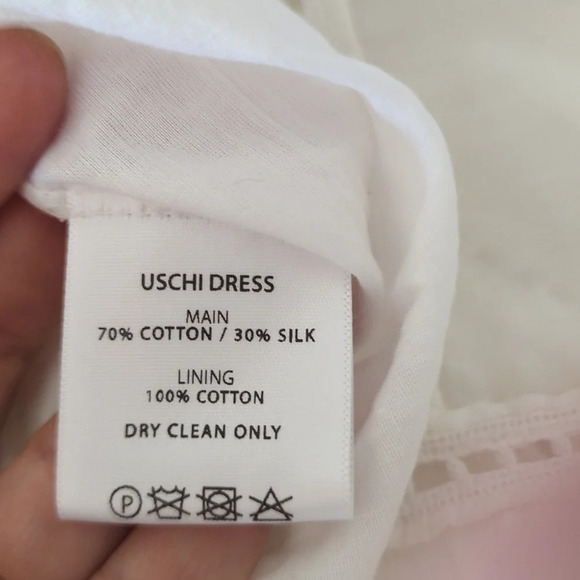 USCHI DRESS
MAIN
70% COTTON / 30% SILK
LINING
100% COTTON
DRY CLEAN ONLY
P